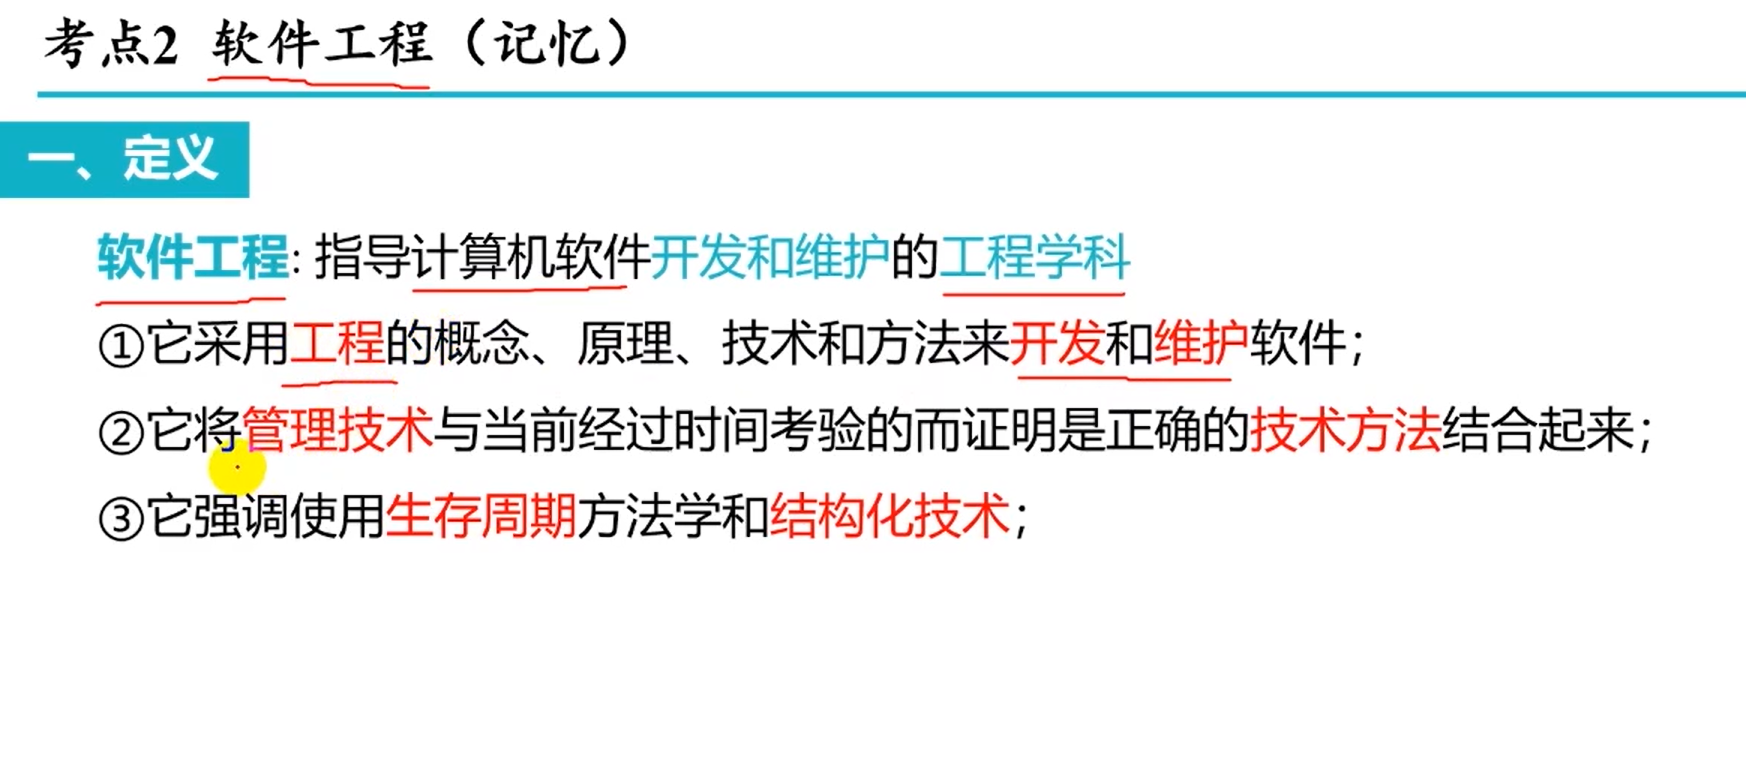 考点2 软件工程（记忆）
一、定义
软件工程: 指导计算机软件开发和维护的工程学科
①它采用工程的概念、原理、技术和方法来开发和维护软件；
②它将管理技术与当前经过时间考验的而证明是正确的技术方法结合起来；
③它强调使用生存周期方法学和结构化技术；